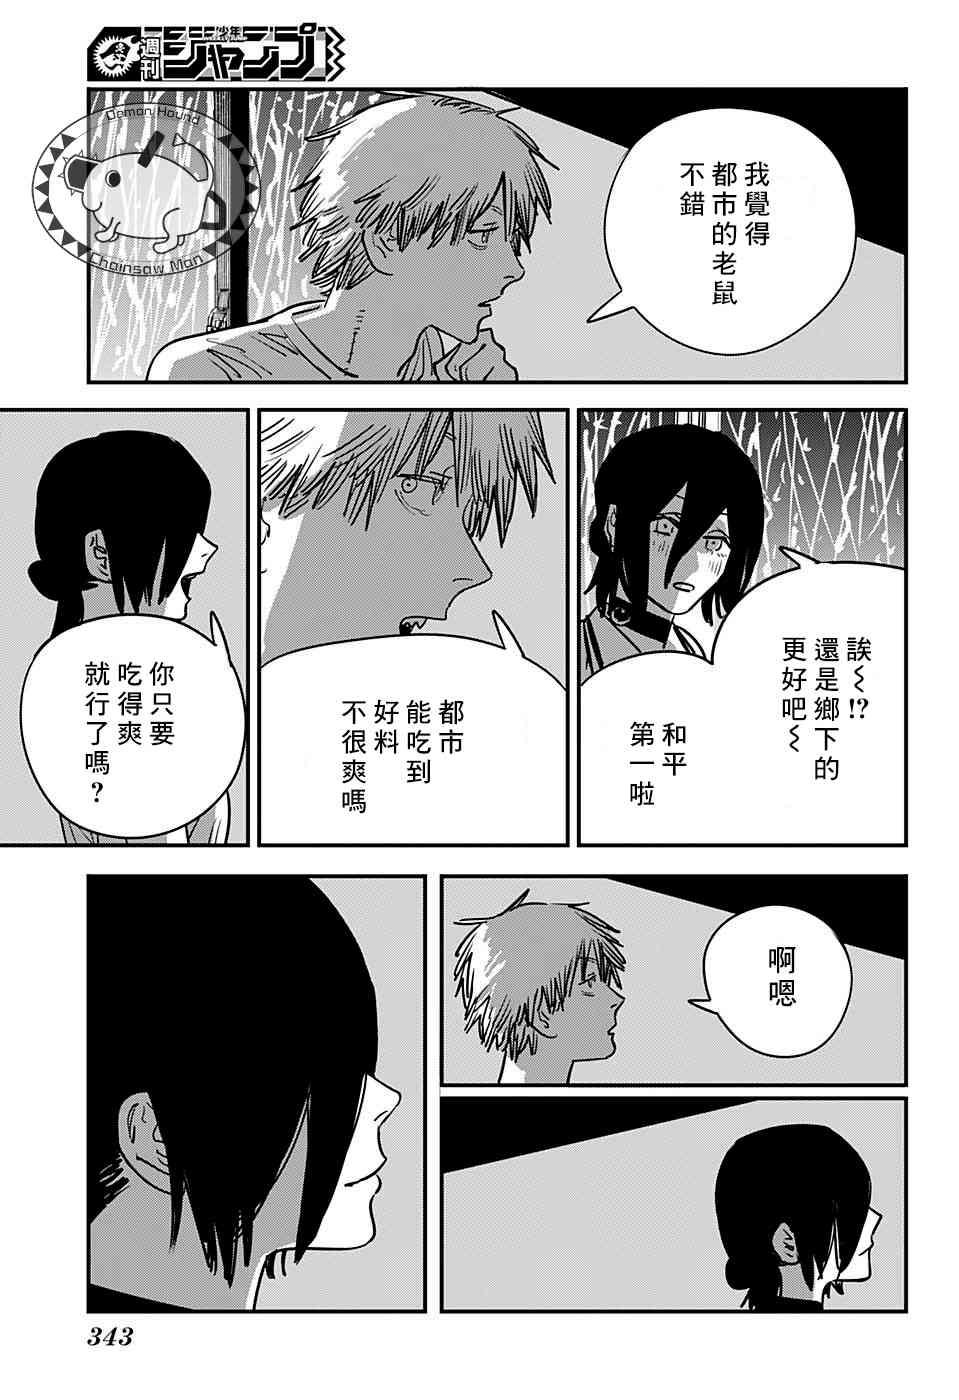 週刊
少年
ジャンプ
Demon Hound
Chainsaw Man
我覺得
都市的老鼠
不錯
誒～!?
還是鄉下的
更好吧～
和平
第一啦
都市
能吃到
好料
不很爽嗎
你只要
吃得爽
就行了嗎?
啊
嗯
343